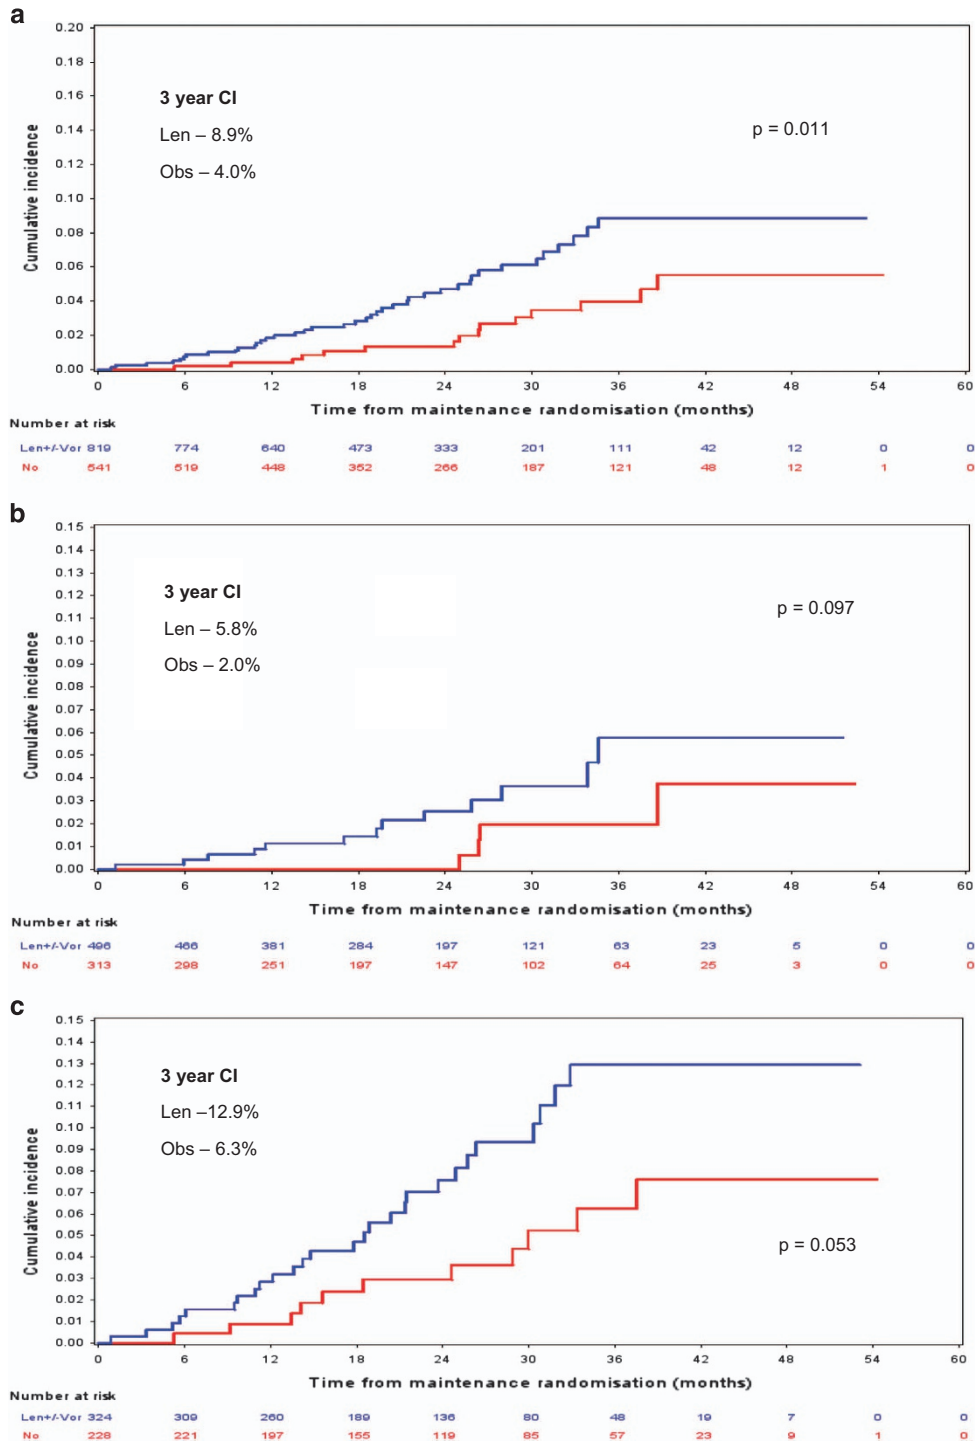 a
0.20
0.18
0.16
0.14
0.12
0.10
0.08
0.06
0.04
0.02
0.00
Cumulative incidence
3 year CI
Len – 8.9%
Obs – 4.0%
p = 0.011
0 6 12 18 24 30 36 42 48 54 60
Time from maintenance randomisation (months)
Number at risk
Len+/-Vor 819 774 640 473 333 201 111 42 12 0 0
No 541 519 448 352 266 187 121 48 12 1 0
b
0.15
0.14
0.13
0.12
0.11
0.10
0.09
0.08
0.07
0.06
0.05
0.04
0.03
0.02
0.01
0.00
Cumulative incidence
3 year CI
Len – 5.8%
Obs – 2.0%
p = 0.097
0 6 12 18 24 30 36 42 48 54 60
Time from maintenance randomisation (months)
Number at risk
Len+/-Vor 496 466 381 284 197 121 63 23 5 0 0
No 313 298 251 197 147 102 64 25 3 0 0
c
0.15
0.14
0.13
0.12
0.11
0.10
0.09
0.08
0.07
0.06
0.05
0.04
0.03
0.02
0.01
0.00
Cumulative incidence
3 year CI
Len –12.9%
Obs – 6.3%
p = 0.053
0 6 12 18 24 30 36 42 48 54 60
Time from maintenance randomisation (months)
Number at risk
Len+/-Vor 324 309 260 189 136 80 48 19 7 0 0
No 228 221 197 155 119 85 57 23 9 1 0